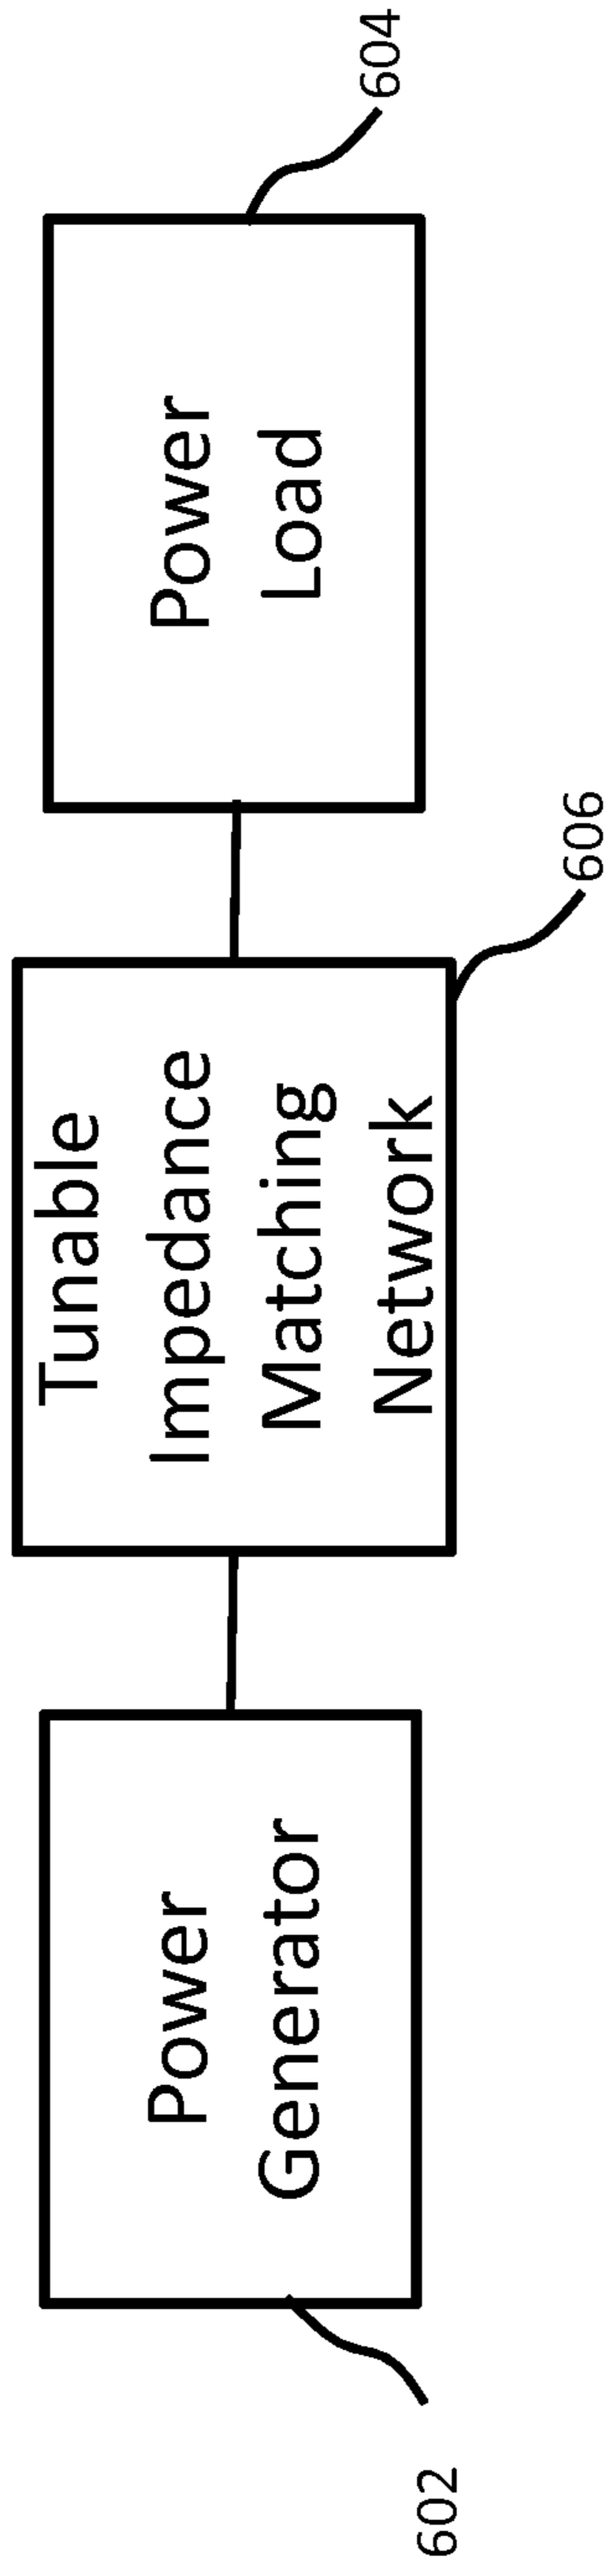 Power
Generator
602
Tunable
Impedance
Matching
Network
606
Power
Load
604